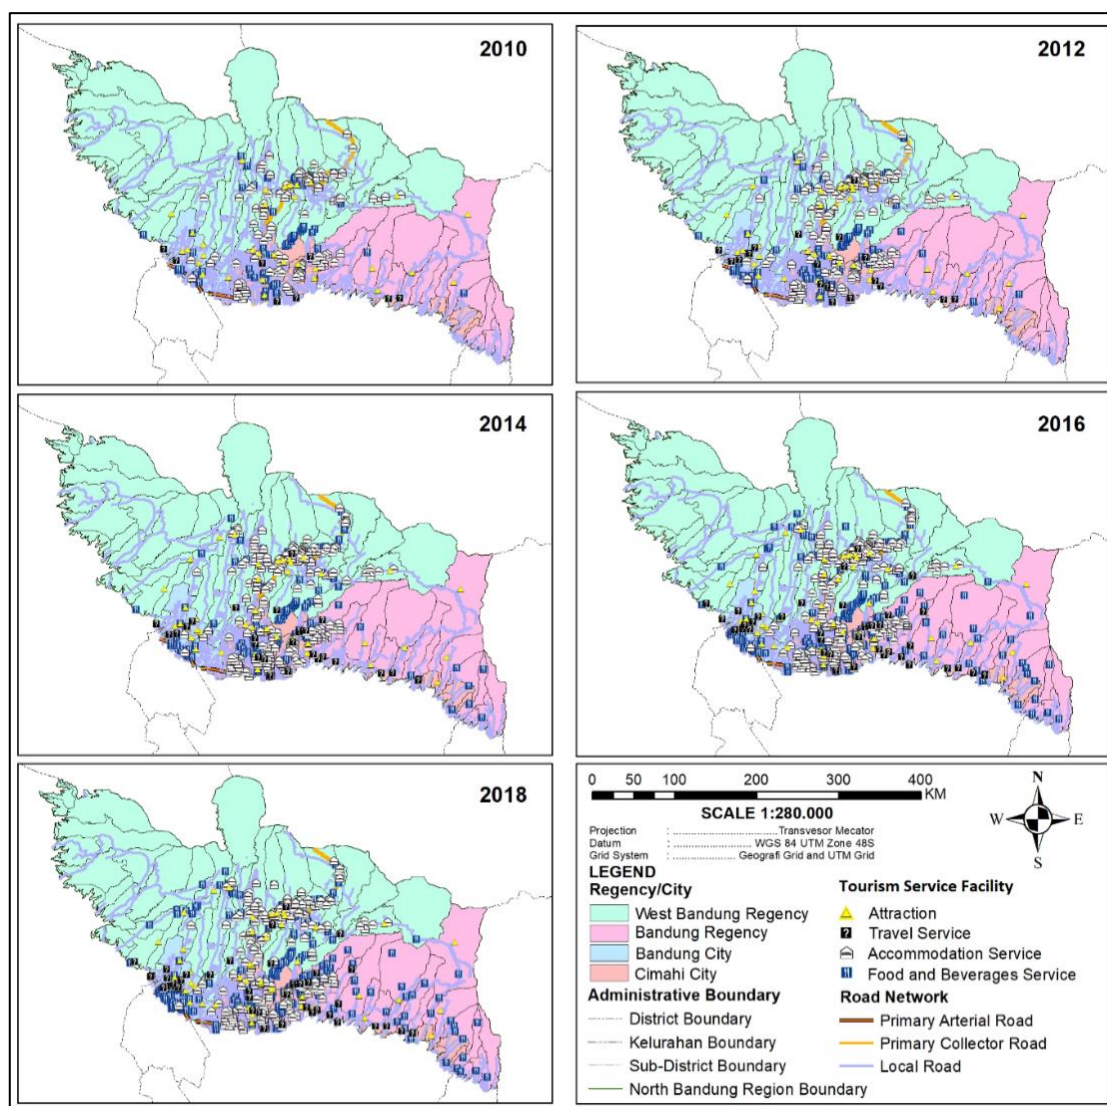 2010
2012
2014
2016
2018
0 50 100 200 300 400
KM
SCALE 1:280.000
Projection : ........................Transvesor Mecator
Datum : ...................WGS 84 UTM Zone 48S
Grid System : ...............Geografi Grid and UTM Grid
N
W E
S
LEGEND
Regency/City
West Bandung Regency
Bandung Regency
Bandung City
Cimahi City
Administrative Boundary
District Boundary
Kelurahan Boundary
Sub-District Boundary
North Bandung Region Boundary
Tourism Service Facility
Attraction
Travel Service
Accommodation Service
Food and Beverages Service
Road Network
Primary Arterial Road
Primary Collector Road
Local Road